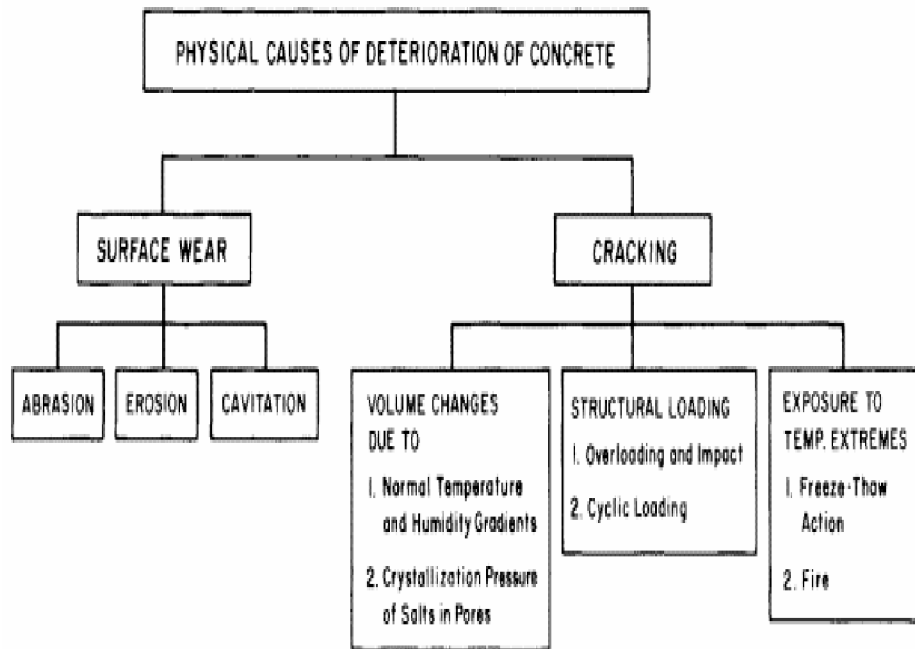 PHYSICAL CAUSES OF DETERIORATION OF CONCRETE
SURFACE WEAR
CRACKING
ABRASION
EROSION
CAVITATION
VOLUME CHANGES
DUE TO
1. Normal Temperature
and Humidity Gradients
2. Crystallization Pressure
of Salts in Pores
STRUCTURAL LOADING
1. Overloading and Impact
2. Cyclic Loading
EXPOSURE TO
TEMP. EXTREMES
1. Freeze-Thaw
Action
2. Fire